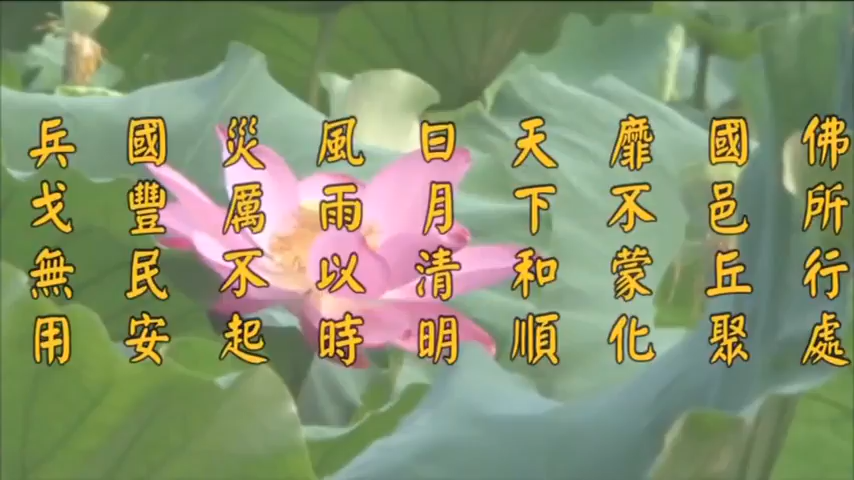 佛所行處
國邑丘聚
靡不蒙化
天下和順
日月清明
風雨以時
災厲不起
國豐民安
兵戈無用